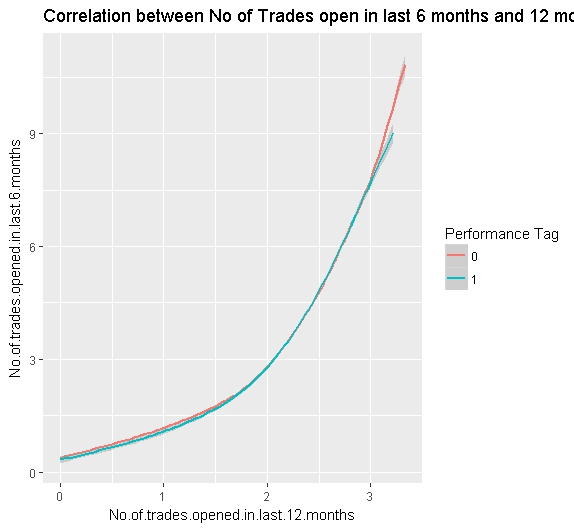 Correlation between No of Trades open in last 6 months and 12 mo
No.of.trades.opened.in.last.6.months
9
6
3
0
0 1 2 3
No.of.trades.opened.in.last.12.months
Performance Tag
0
1